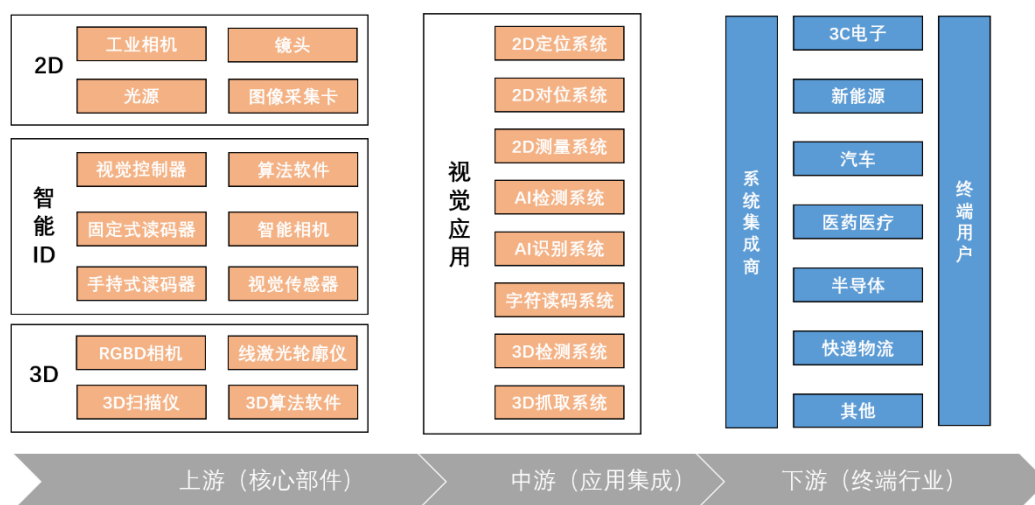 2D
工业相机
镜头
光源
图像采集卡
智能ID
视觉控制器
算法软件
固定式读码器
智能相机
手持式读码器
视觉传感器
3D
RGBD相机
线激光轮廓仪
3D扫描仪
3D算法软件
视觉应用
2D定位系统
2D对位系统
2D测量系统
AI检测系统
AI识别系统
字符读码系统
3D检测系统
3D抓取系统
系统集成商
3C电子
新能源
汽车
医药医疗
半导体
快递物流
其他
终端用户
上游（核心部件）
中游（应用集成）
下游（终端行业）